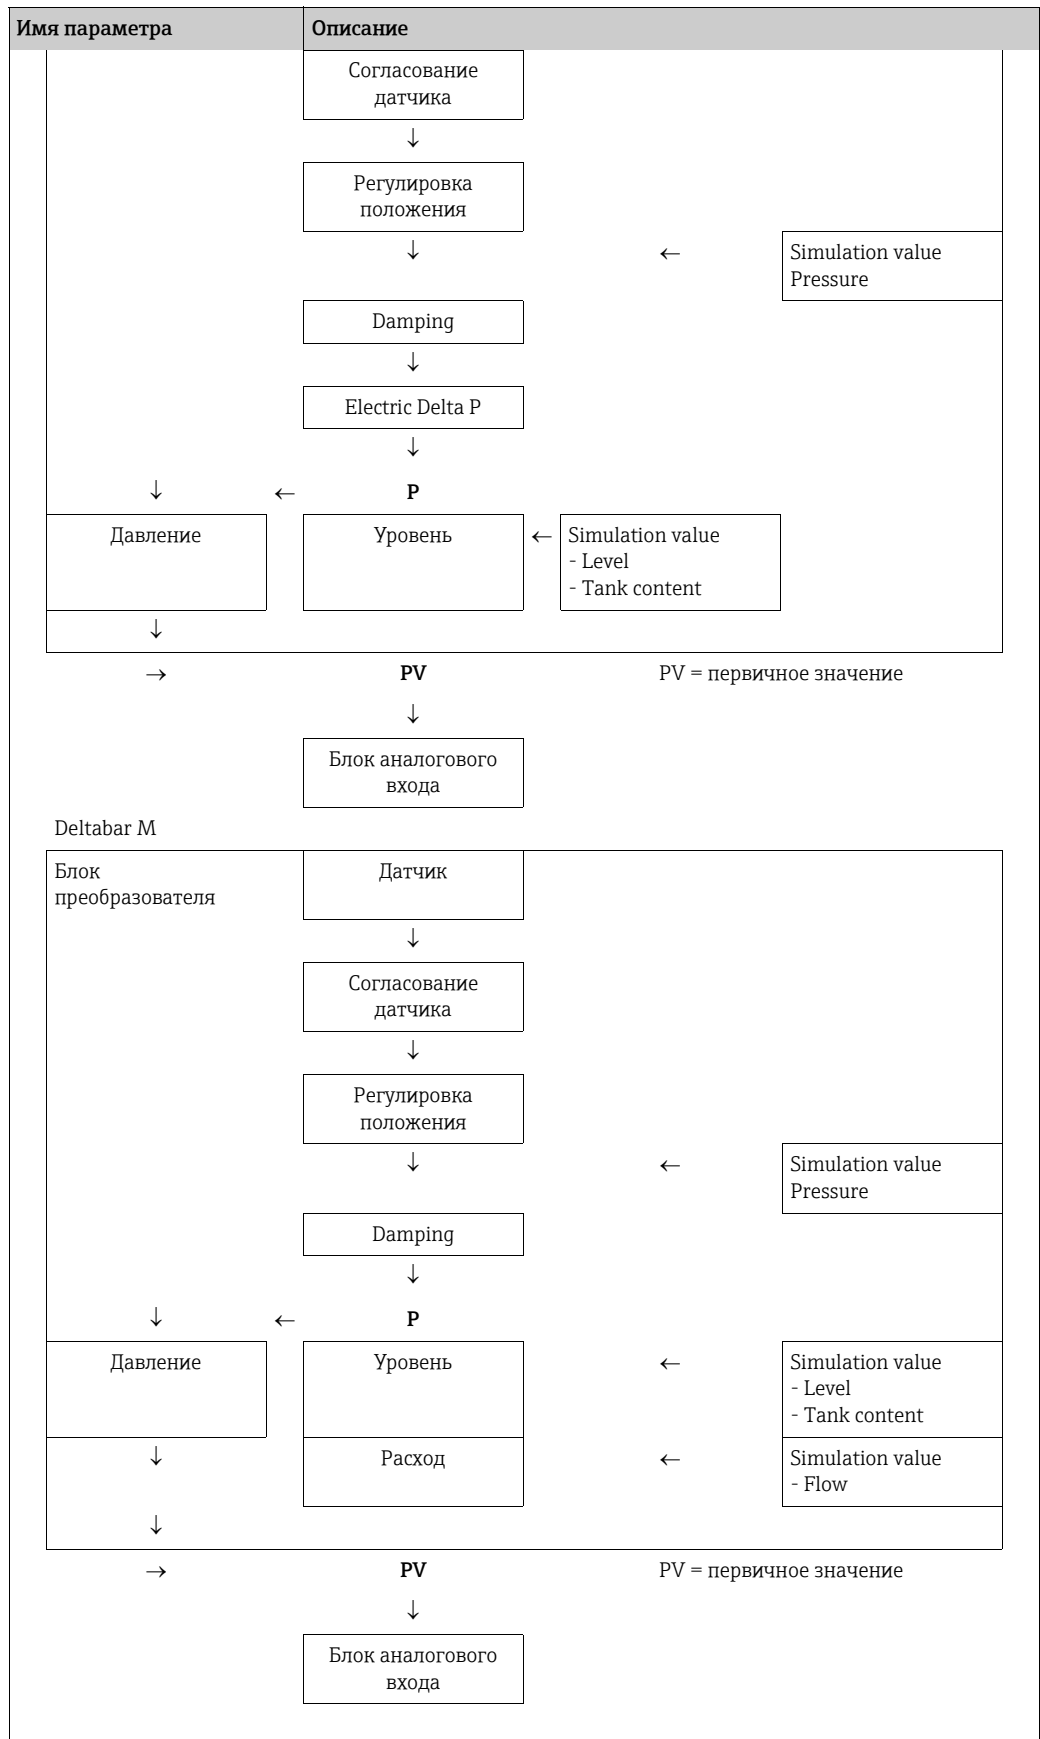 Имя параметра Описание
Согласование
датчика
↓
Регулировка
положения
↓ ← Simulation value
Pressure
Damping
↓
Electric Delta P
↓
↓ ← P
Давление Уровень ← Simulation value
- Level
- Tank content
↓
→ PV PV = первичное значение
↓
Блок аналогового
входа
Deltabar M
Блок Датчик
преобразователя
↓
Согласование
датчика
↓
Регулировка
положения
↓ ← Simulation value
Pressure
Damping
↓
↓ ← P
Давление Уровень ← Simulation value
- Level
- Tank content
↓ Расход ← Simulation value
- Flow
↓
→ PV PV = первичное значение
↓
Блок аналогового
входа